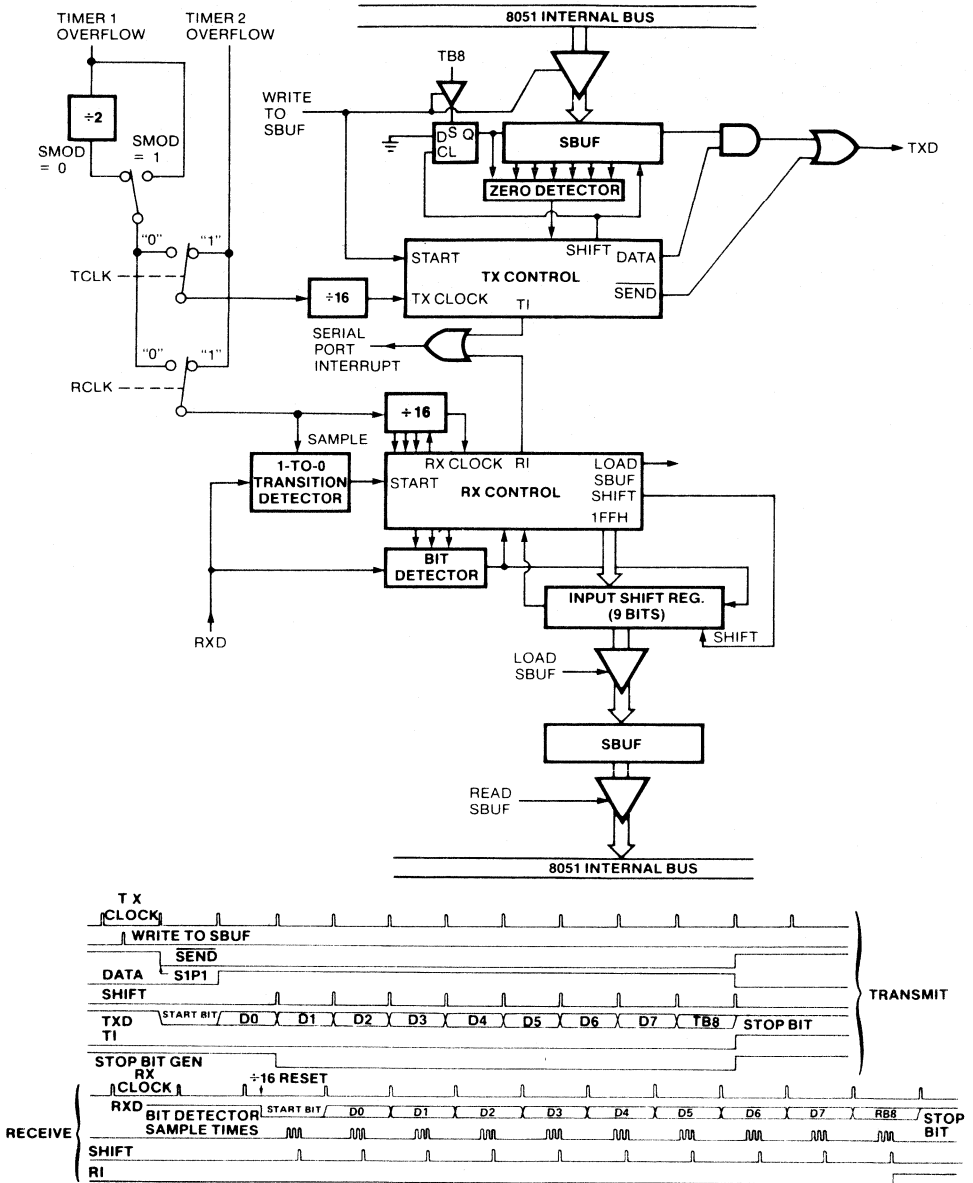 TIMER 1
OVERFLOW
TIMER 2
OVERFLOW
8051 INTERNAL BUS
TB8
WRITE
TO
SBUF
÷2
SMOD
= 0
SMOD
= 1
D S Q
CL
SBUF
TXD
ZERO DETECTOR
"0" "1"
TCLK
START
SHIFT
DATA
TX CONTROL
÷16
TX CLOCK
TI
SEND
SERIAL
PORT
INTERRUPT
"0" "1"
RCLK
÷16
SAMPLE
1-TO-0
TRANSITION
DETECTOR
RX CLOCK RI
START
RX CONTROL
LOAD
SBUF
SHIFT
1FFH
BIT
DETECTOR
INPUT SHIFT REG.
(9 BITS)
RXD
SHIFT
LOAD
SBUF
SBUF
READ
SBUF
8051 INTERNAL BUS
TX
CLOCK
WRITE TO SBUF
SEND
DATA S1P1
SHIFT
TRANSMIT
TXD START BIT D0 D1 D2 D3 D4 D5 D6 D7 TB8 STOP BIT
TI
STOP BIT GEN
RX
CLOCK
÷16 RESET
RXD START BIT D0 D1 D2 D3 D4 D5 D6 D7 RB8 STOP
BIT
BIT DETECTOR
SAMPLE TIMES
RECEIVE
SHIFT
RI